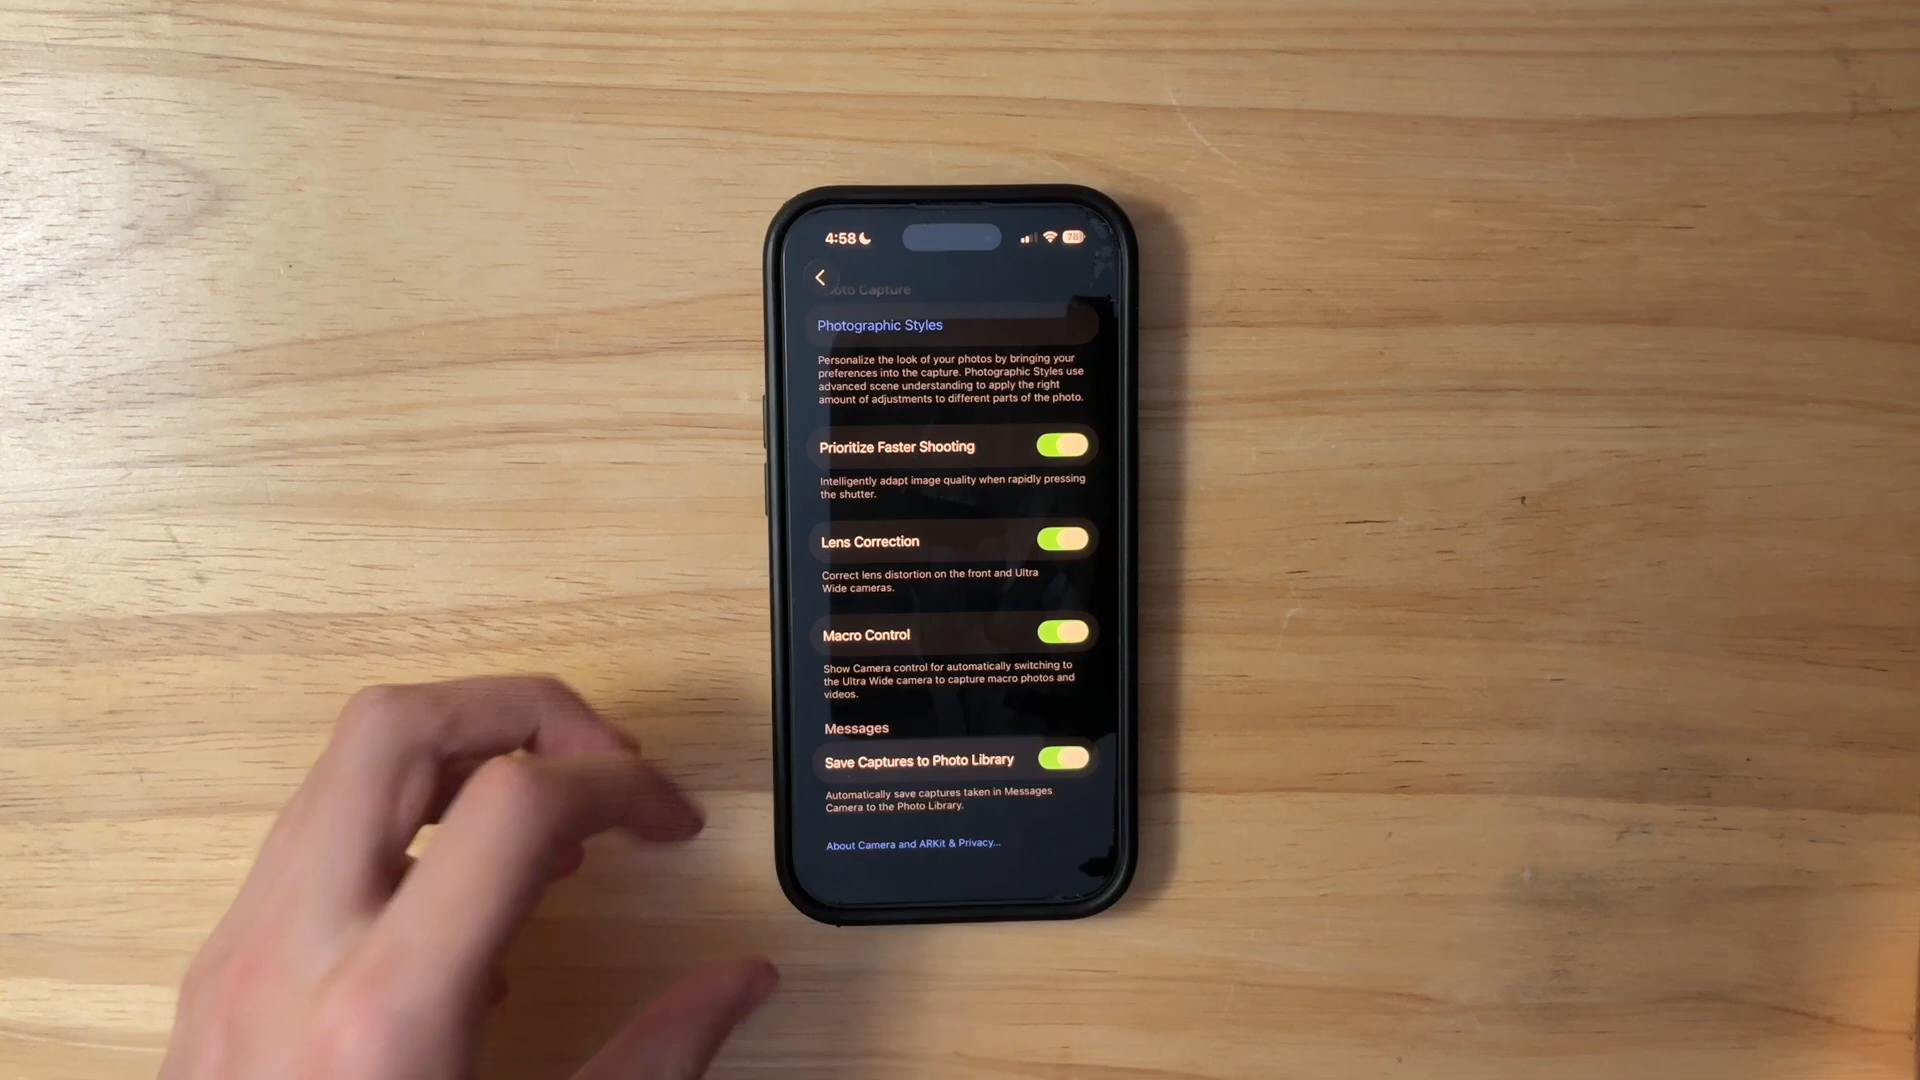 4:58
78
Photo Capture
Photographic Styles
Personalize the look of your photos by bringing your
preferences into the capture. Photographic Styles use
advanced scene understanding to apply the right
amount of adjustments to different parts of the photo.
Prioritize Faster Shooting
Intelligently adapt image quality when rapidly pressing
the shutter.
Lens Correction
Correct lens distortion on the front and Ultra
Wide cameras.
Macro Control
Show Camera control for automatically switching to
the Ultra Wide camera to capture macro photos and
videos.
Messages
Save Captures to Photo Library
Automatically save captures taken in Messages
Camera to the Photo Library.
About Camera and ARKit & Privacy...